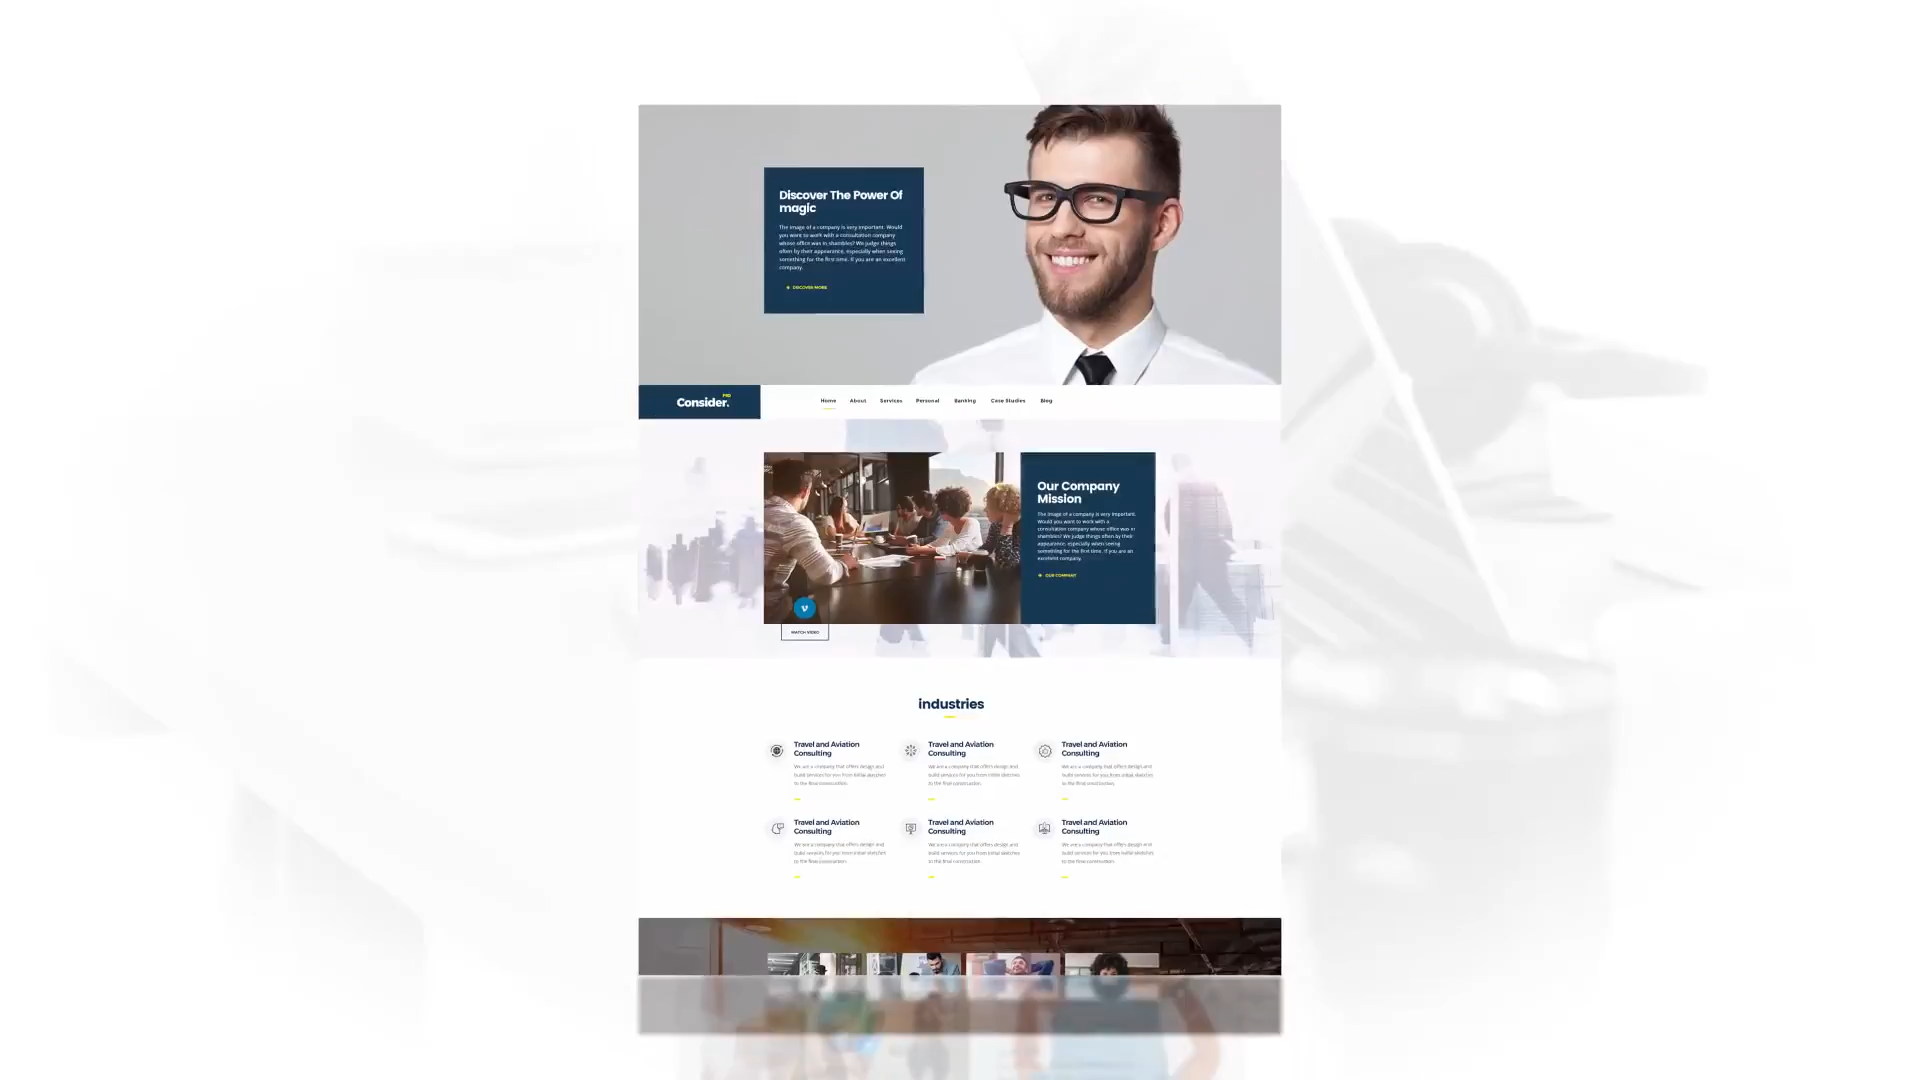 Discover The Power Of
magic
The image of a company is very important. Would
you want to work with a consultation company
whose office was in shambles? We judge things
often by their appearance, especially when seeing
something for the first time. If you are an excellent
company.
DISCOVER MORE
Consider.
PRO
Home About Services Personal Banking Case Studies Blog
Our Company
Mission
The image of a company is very important.
Would you want to work with a
consultation company whose office was in
shambles? We judge things often by their
appearance, especially when seeing
something for the first time. If you are an
excellent company.
OUR COMPANY
WATCH VIDEO
industries
Travel and Aviation
Consulting
We are a company that offers design and
build services for you from initial sketches
to the final construction.
Travel and Aviation
Consulting
We are a company that offers design and
build services for you from initial sketches
to the final construction.
Travel and Aviation
Consulting
We are a company that offers design and
build services for you from initial sketches
to the final construction.
Travel and Aviation
Consulting
We are a company that offers design and
build services for you from initial sketches
to the final construction.
Travel and Aviation
Consulting
We are a company that offers design and
build services for you from initial sketches
to the final construction.
Travel and Aviation
Consulting
We are a company that offers design and
build services for you from initial sketches
to the final construction.